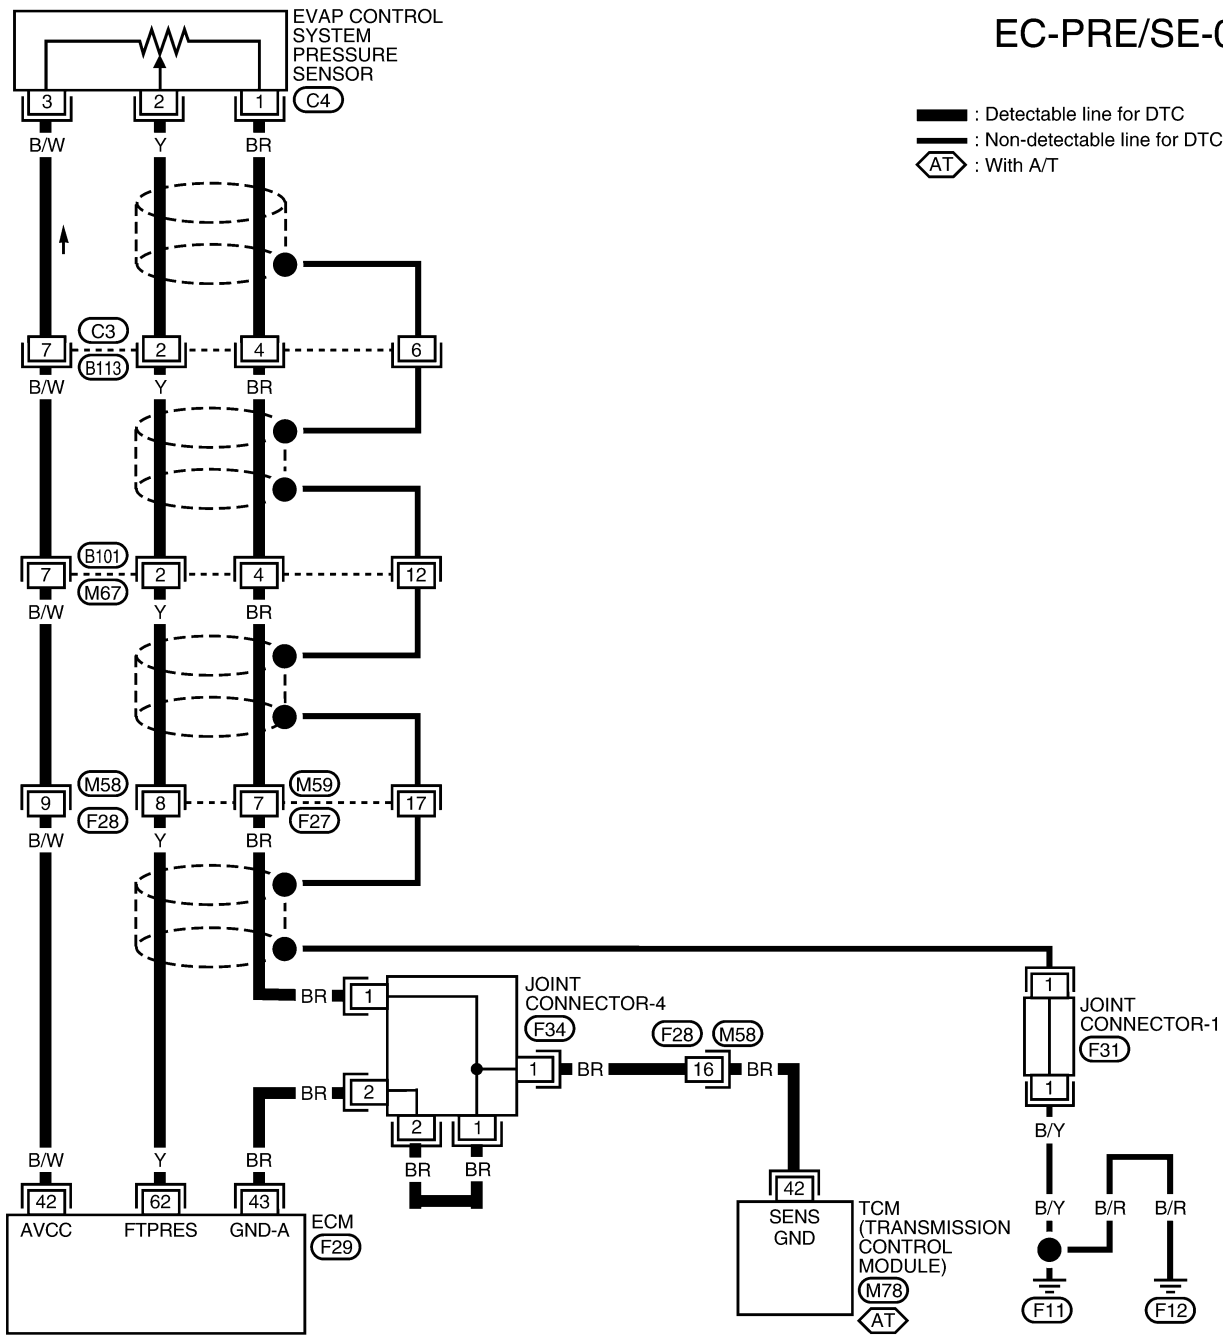 EVAP CONTROL
SYSTEM
PRESSURE
SENSOR
C4
EC-PRE/SE-0
: Detectable line for DTC
: Non-detectable line for DTC
AT : With A/T
3 2 1
B/W Y BR
C3
7 2 4 6
B113
B/W Y BR
B101
7 2 4 12
M67
B/W Y BR
M58 M59
9 8 7 17
F28 F27
B/W Y BR
BR 1
JOINT
CONNECTOR-4
F34
1 BR
F28 M58
16 BR
BR 2
2 1
BR BR
1
JOINT
CONNECTOR-1
F31
1
B/Y
B/W Y BR
42 62 43
AVCC FTPRES GND-A
ECM
F29
42
SENS
GND
TCM
(TRANSMISSION
CONTROL
MODULE)
M78
AT
B/Y B/R B/R
F11 F12